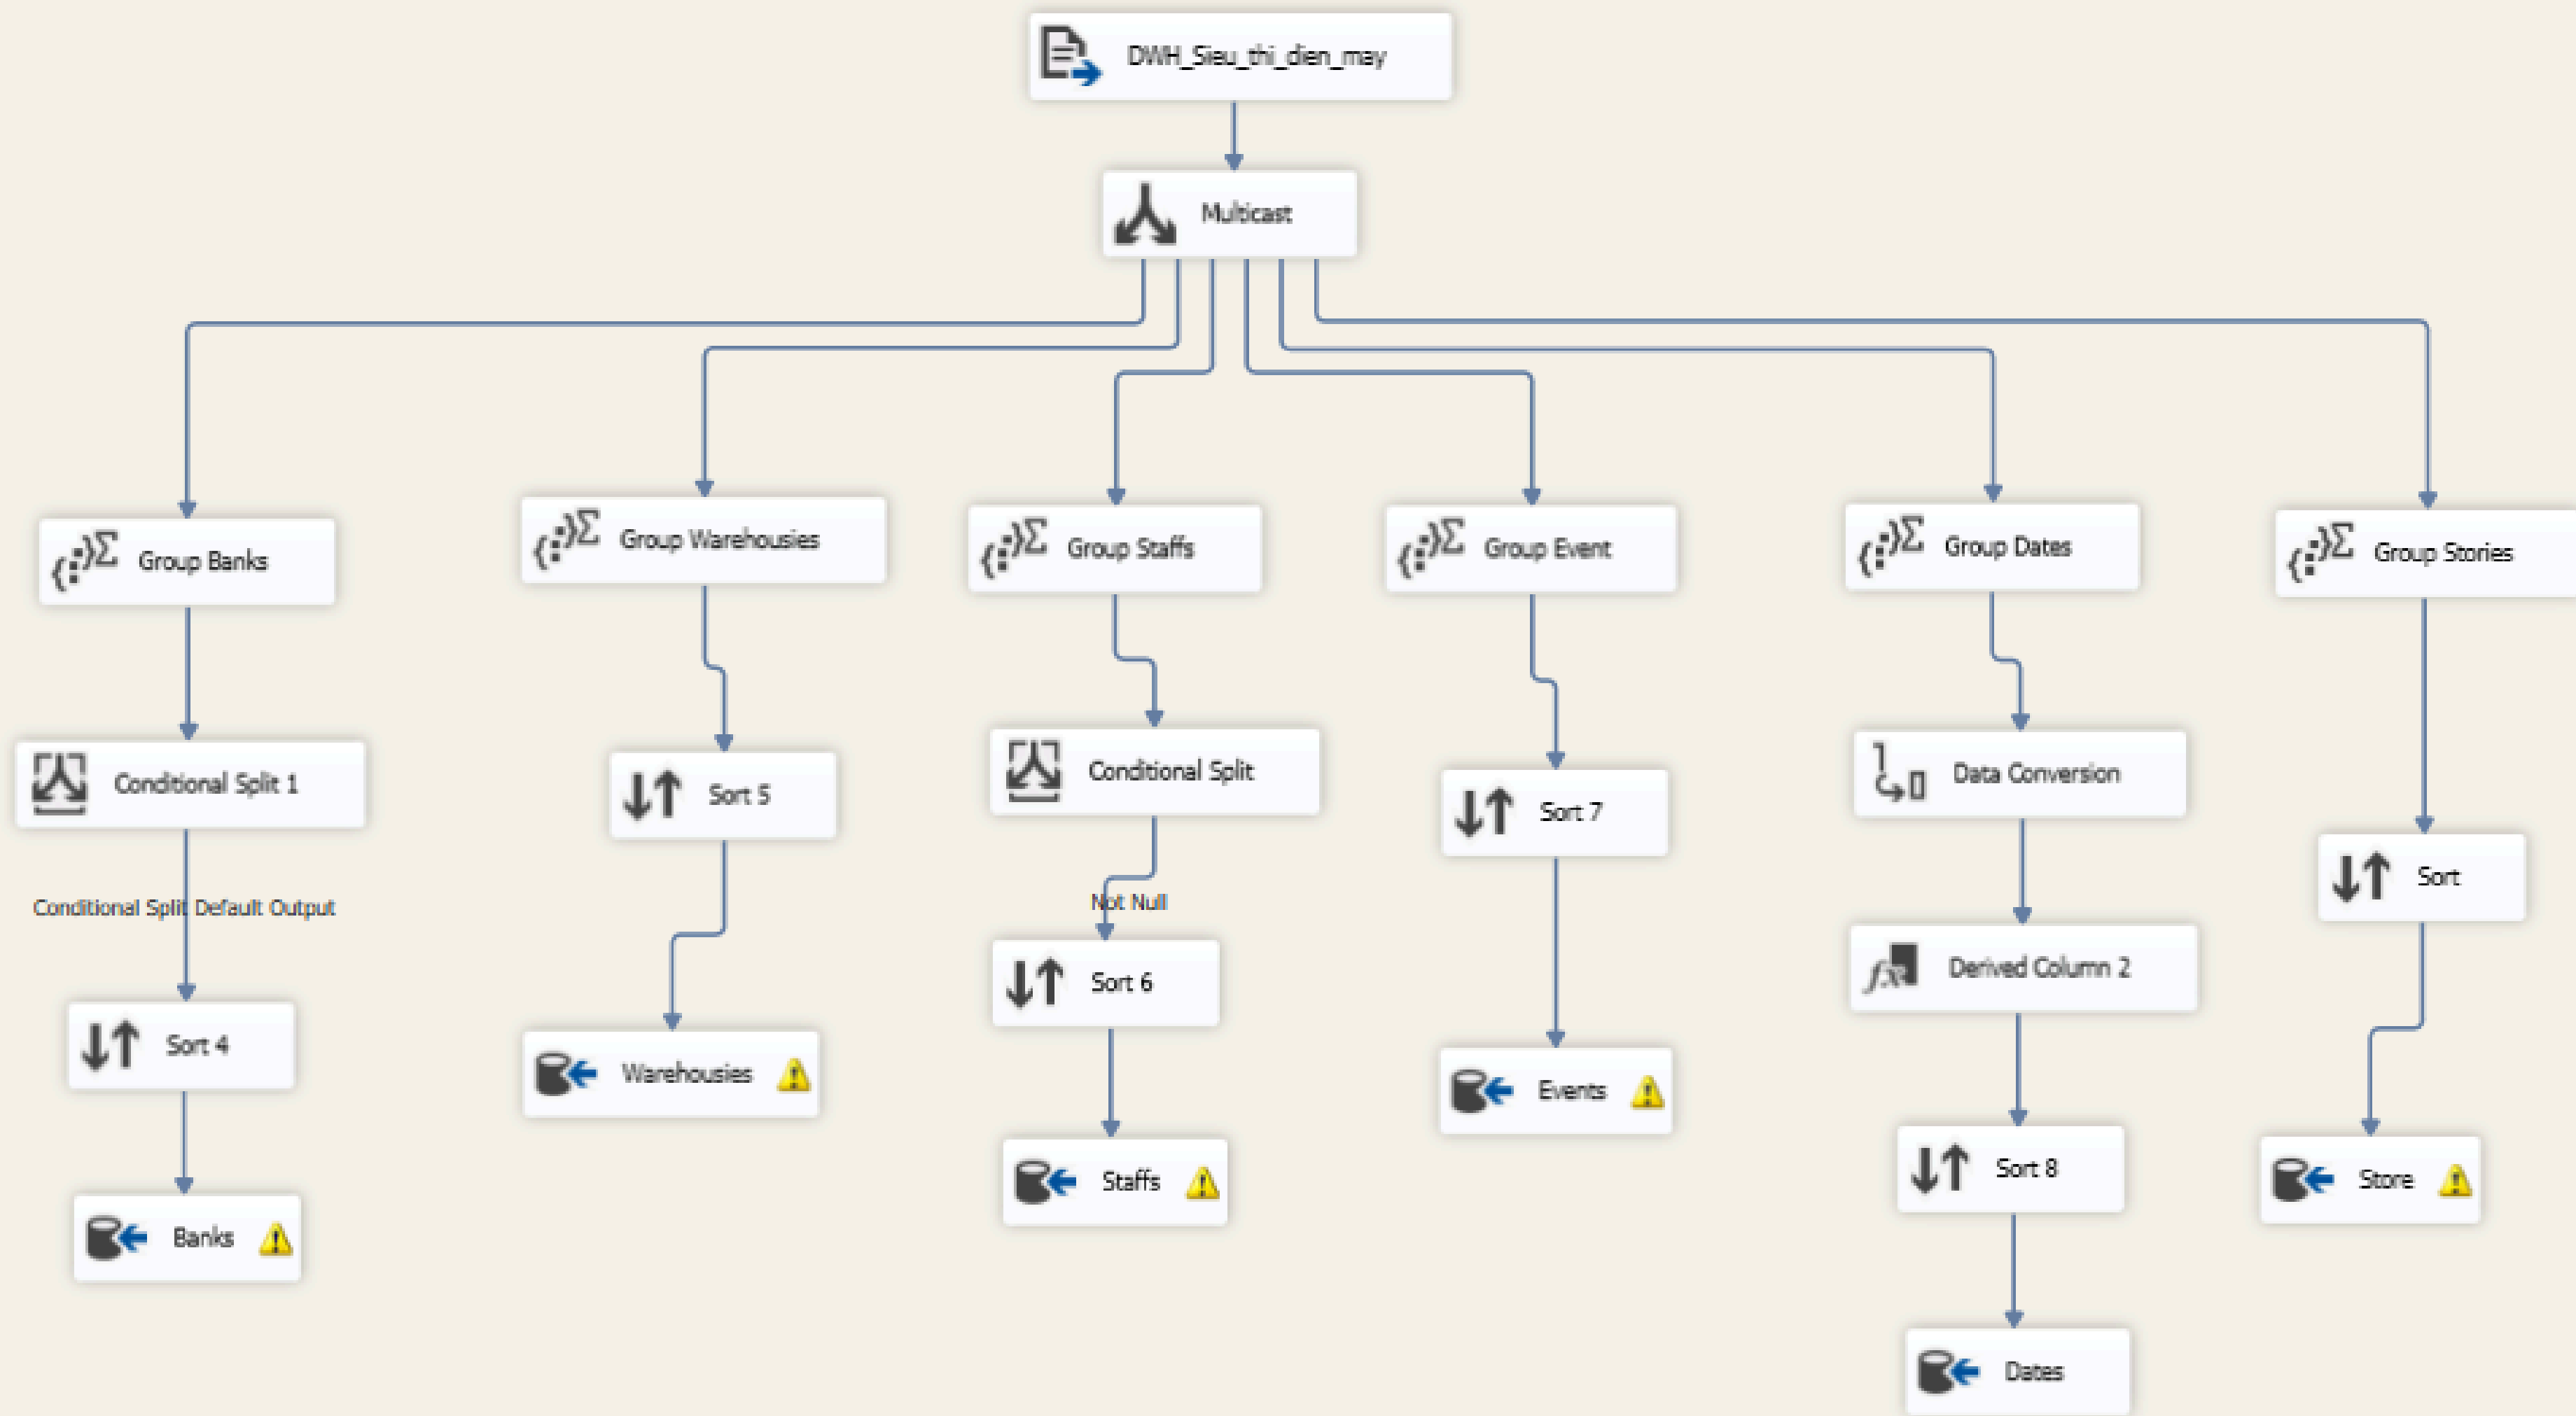 DWH_Sieu_thi_dien_may
Multicast
Group Banks
Group Warehousies
Group Staffs
Group Event
Group Dates
Group Stories
Conditional Split 1
Sort 5
Conditional Split
Sort 7
Data Conversion
Sort
Conditional Split Default Output
Not Null
Sort 6
Derived Column 2
Sort 4
Warehousies
Staffs
Events
Sort 8
Store
Banks
Dates